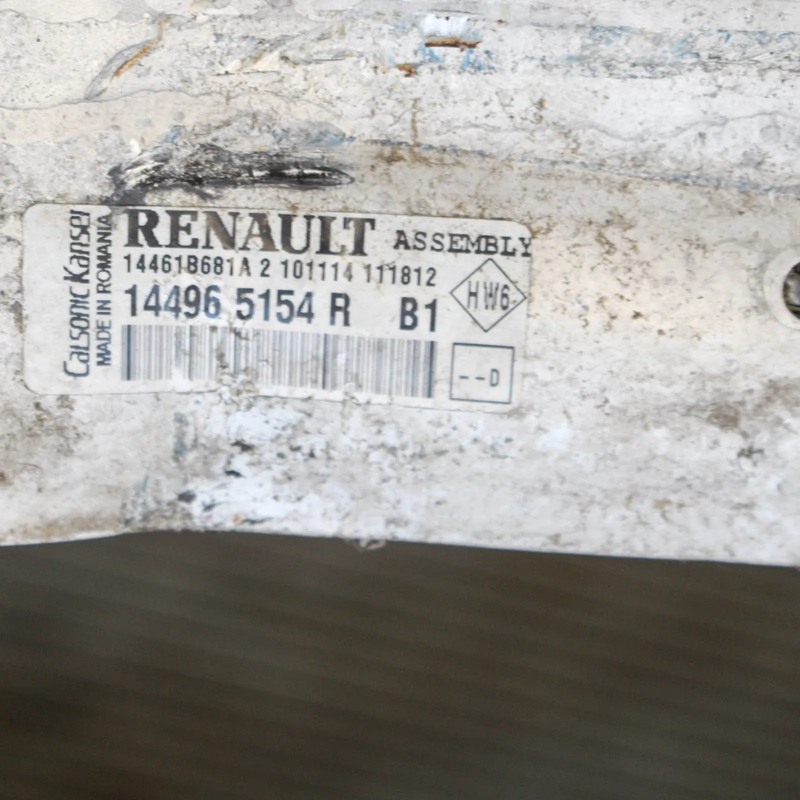 Calsonic Kansei
MADE IN ROMANIA
RENAULT ASSEMBLY
14461B681A 2 101114 111812
14496 5154 R B1
HW6
--D